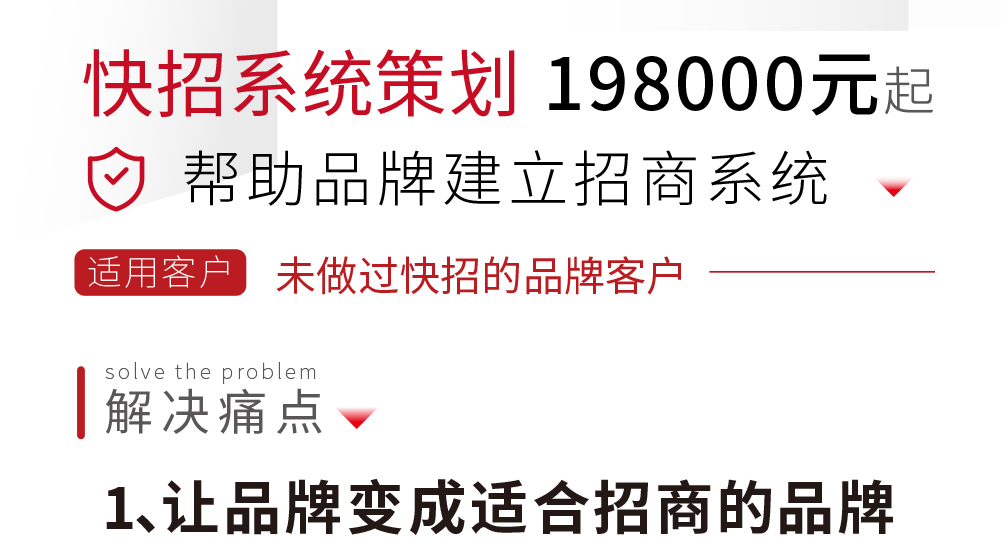 快招系统策划 198000元起
帮助品牌建立招商系统
适用客户 未做过快招的品牌客户
solve the problem
解决痛点
1、让品牌变成适合招商的品牌